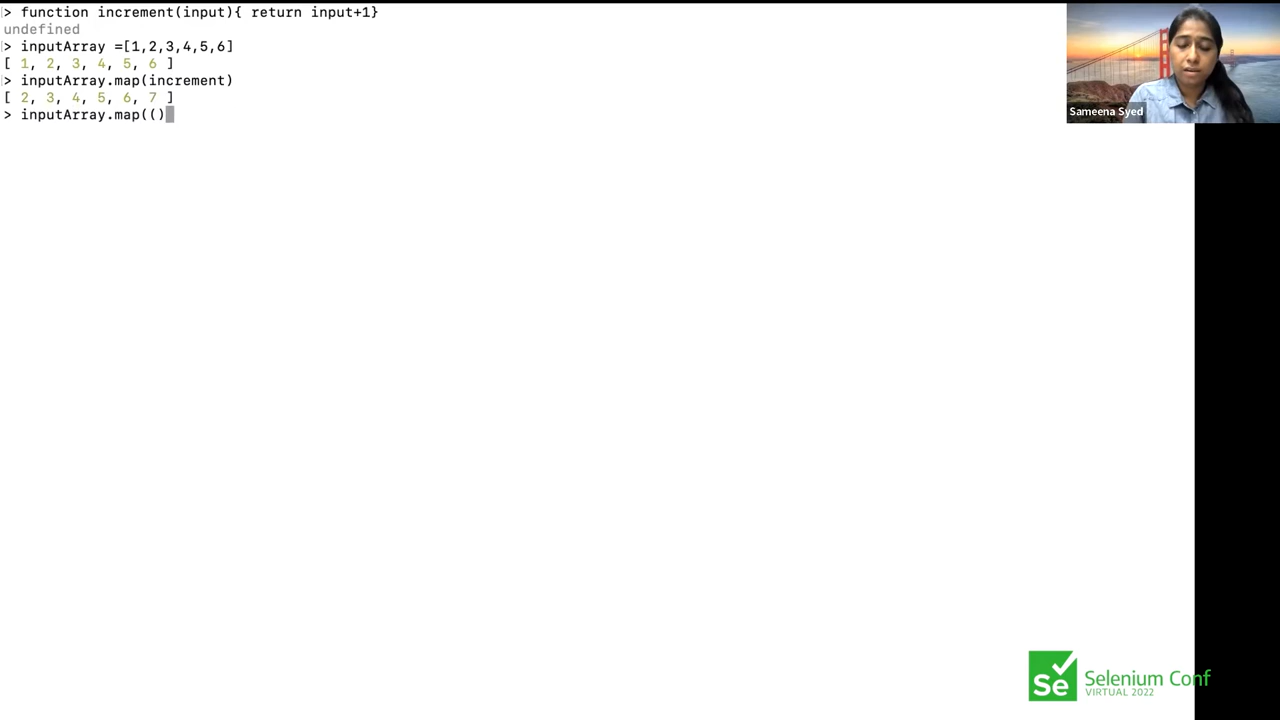 > function increment(input){ return input+1}
undefined
> inputArray =[1,2,3,4,5,6]
[ 1, 2, 3, 4, 5, 6 ]
> inputArray.map(increment)
[ 2, 3, 4, 5, 6, 7 ]
> inputArray.map(()
Sameena Syed
Se
Selenium Conf
VIRTUAL 2022